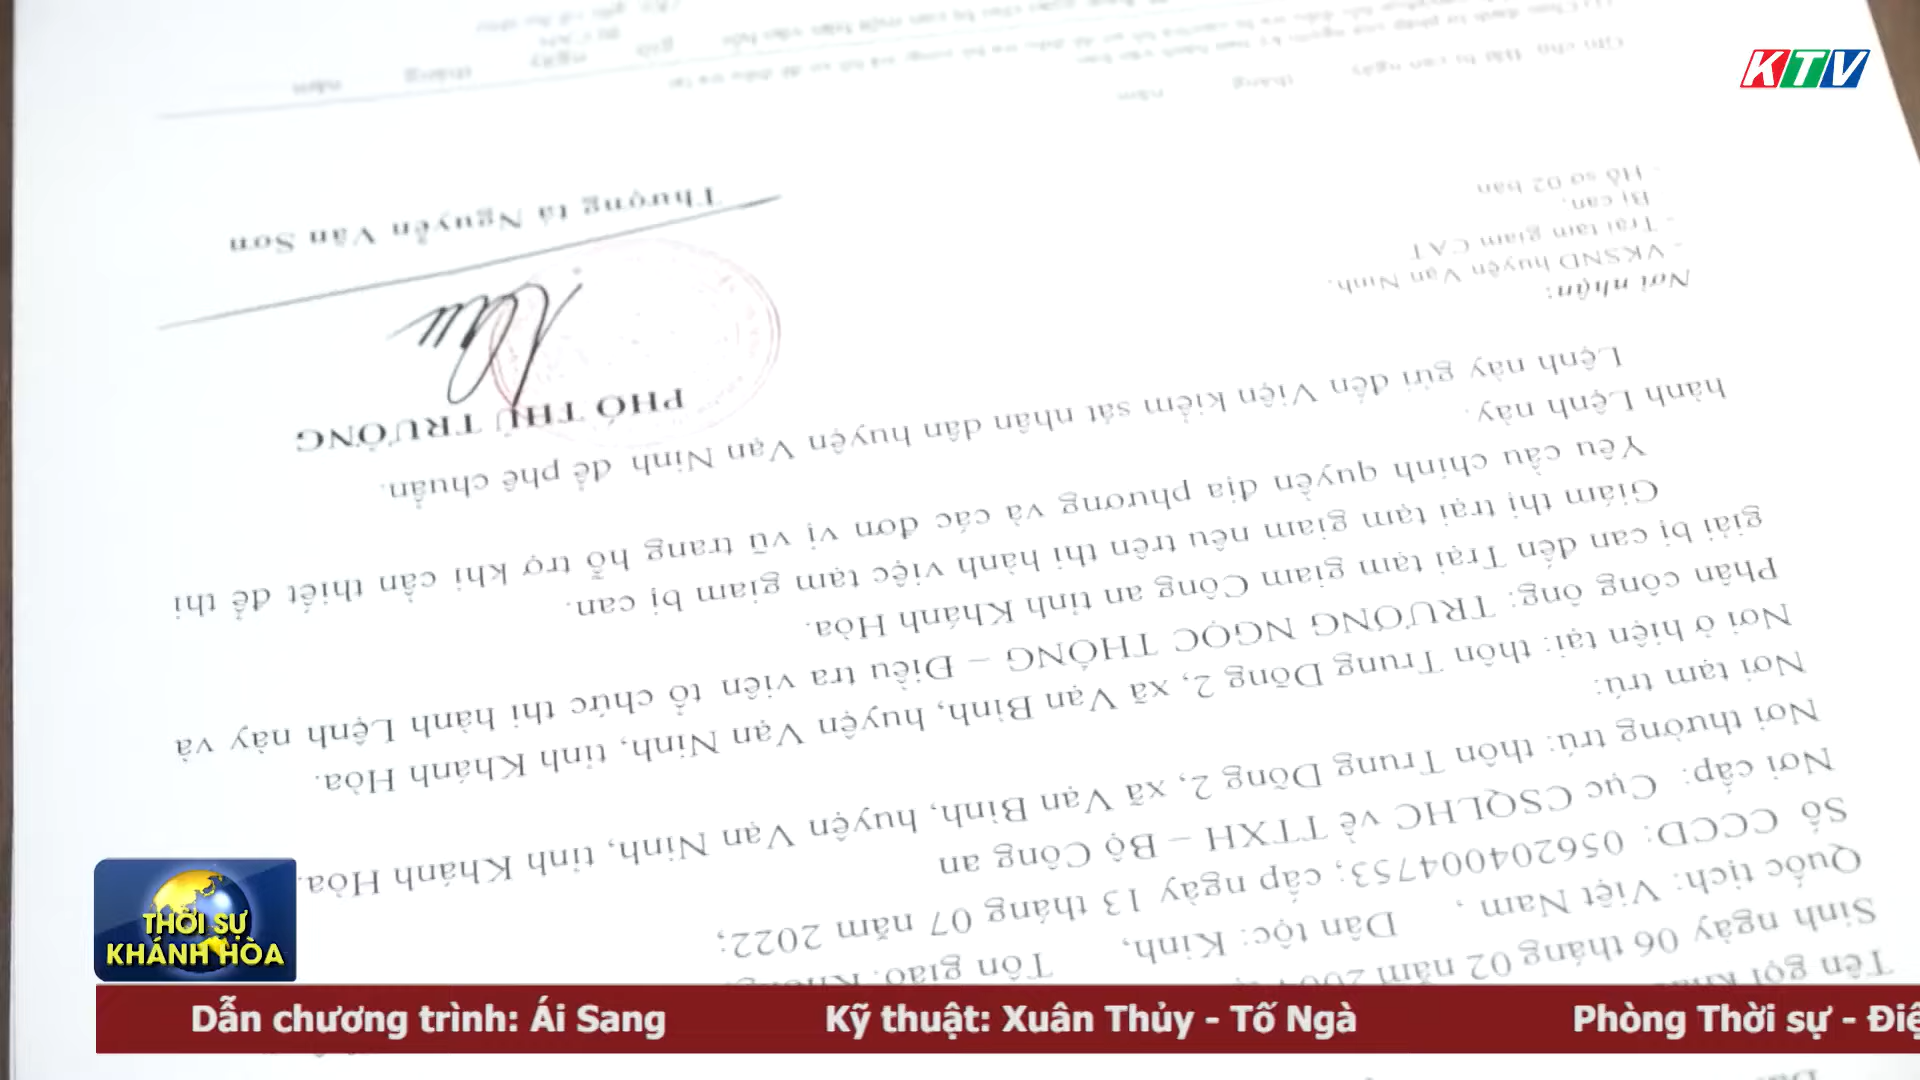 KTV
Tên gọi
Sinh ngày 06 tháng 02 năm
Quốc tịch: Việt Nam , Dân tộc: Kinh, Tôn giáo:
Số CCCD: 056204004753; cấp ngày 13 tháng 07 năm 2022;
Nơi cấp: Cục CSQLHC về TTXH – Bộ Công an
Nơi thường trú: thôn Trung Dõng 2, xã Vạn Bình, huyện Vạn Ninh, tỉnh Khánh Hòa.
Nơi tạm trú:
Nơi ở hiện tại: thôn Trung Dõng 2, xã Vạn Bình, huyện Vạn Ninh, tỉnh Khánh Hòa.
Phân công ông: TRƯƠNG NGỌC THÔNG – Điều tra viên tổ chức thi hành Lệnh này và
giải bị can đến Trại tạm giam Công an tỉnh Khánh Hòa.
Giám thị trại tạm giam nêu trên thi hành việc tạm giam bị can.
Yêu cầu chính quyền địa phương và các đơn vị vũ trang hỗ trợ khi cần thiết để thi
hành Lệnh này.
Lệnh này gửi đến Viện kiểm sát nhân dân huyện Vạn Ninh để phê chuẩn.
PHÓ THỦ TRƯỞNG
Thượng tá Nguyễn Văn Sơn
Nơi nhận:
- VKSND huyện Vạn Ninh.
- Trại tạm giam CAT
Bị can.
- Hồ sơ 02 bản
THỜI SỰ
KHÁNH HÒA
Dẫn chương trình: Ái Sang Kỹ thuật: Xuân Thủy - Tố Ngà Phòng Thời sự -